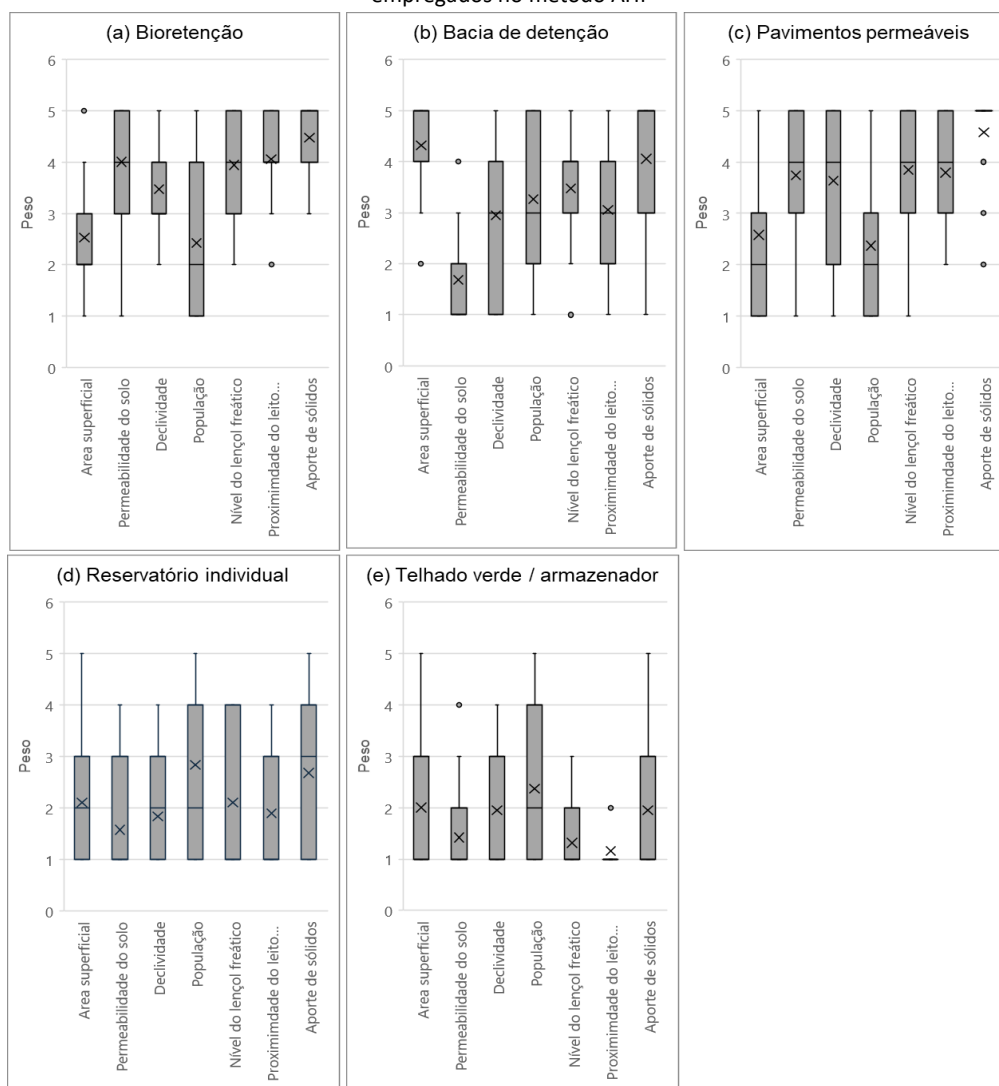 empregados no método AHP
(a) Bioretenção
6
5
4
3
2
1
0
Peso
Area superficial
Permeabilidade do solo
Declividade
População
Nível do lençol freático
Proximimdade do leito...
Aporte de sólidos
(b) Bacia de detenção
6
5
4
3
2
1
0
Peso
Area superficial
Permeabilidade do solo
Declividade
População
Nível do lençol freático
Proximimdade do leito...
Aporte de sólidos
(c) Pavimentos permeáveis
6
5
4
3
2
1
0
Peso
Area superficial
Permeabilidade do solo
Declividade
População
Nível do lençol freático
Proximimdade do leito...
Aporte de sólidos
(d) Reservatório individual
6
5
4
3
2
1
0
Peso
Area superficial
Permeabilidade do solo
Declividade
População
Nível do lençol freático
Proximimdade do leito...
Aporte de sólidos
(e) Telhado verde / armazenador
6
5
4
3
2
1
0
Peso
Area superficial
Permeabilidade do solo
Declividade
População
Nível do lençol freático
Proximimdade do leito...
Aporte de sólidos